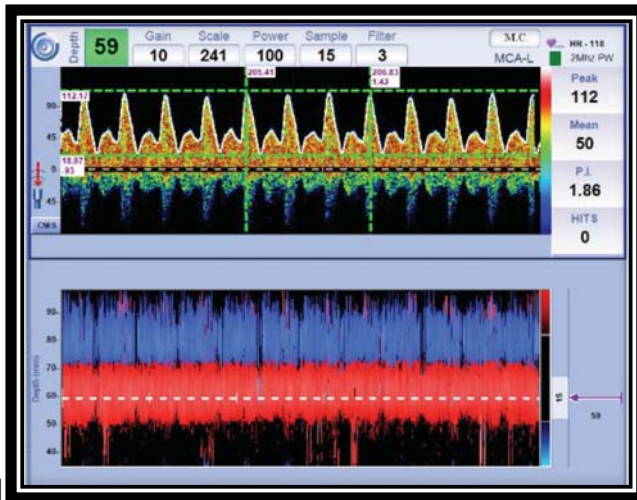 Depth 59 Gain 10 Scale 241 Power 100 Sample 15 Filter 3
M.C.
MCA-L
HR - 118
2Mhz PW
205.41
206.83
1.42
112.17
90
45
18.97
.93
0
45
CM/S
Peak
112
Mean
50
P.I.
1.86
HITS
0
Depth (mm)
90
80
70
60
50
40
15
59